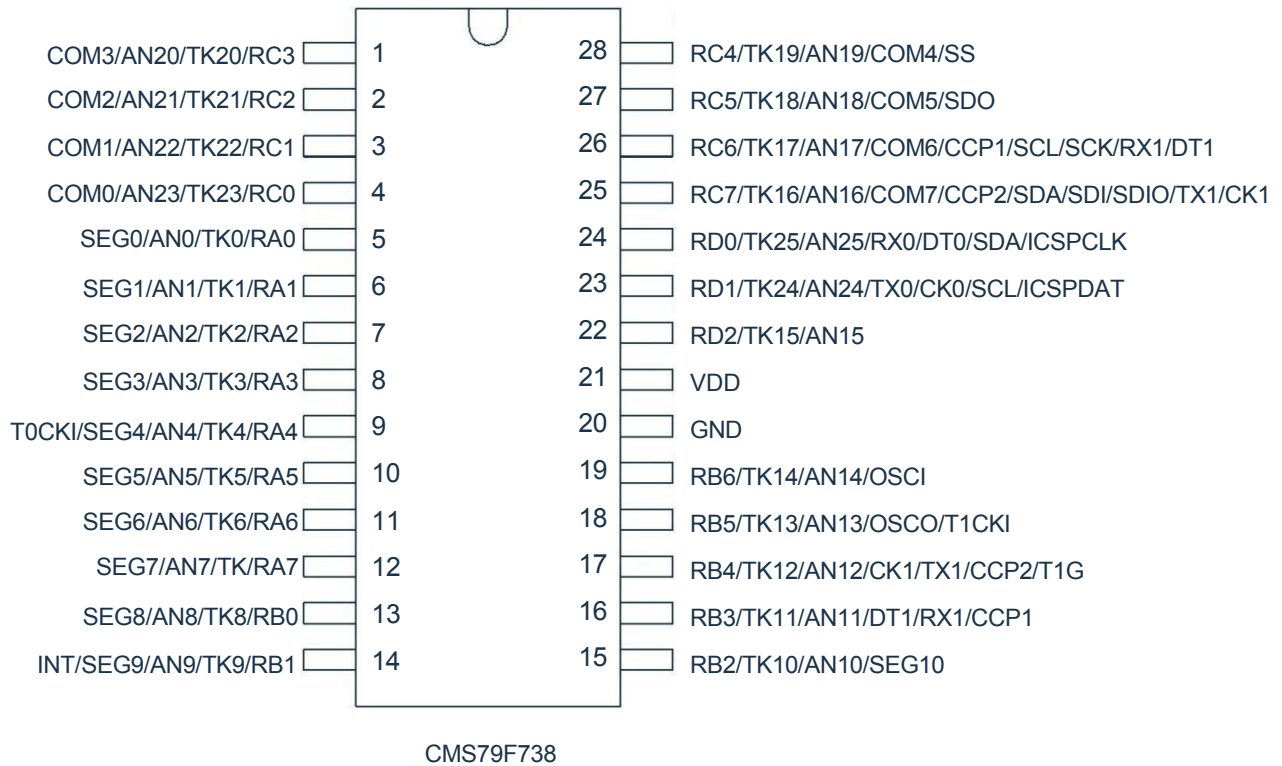 COM3/AN20/TK20/RC3 1 28 RC4/TK19/AN19/COM4/SS
COM2/AN21/TK21/RC2 2 27 RC5/TK18/AN18/COM5/SDO
COM1/AN22/TK22/RC1 3 26 RC6/TK17/AN17/COM6/CCP1/SCL/SCK/RX1/DT1
COM0/AN23/TK23/RC0 4 25 RC7/TK16/AN16/COM7/CCP2/SDA/SDI/SDIO/TX1/CK1
SEG0/AN0/TK0/RA0 5 24 RD0/TK25/AN25/RX0/DT0/SDA/ICSPCLK
SEG1/AN1/TK1/RA1 6 23 RD1/TK24/AN24/TX0/CK0/SCL/ICSPDAT
SEG2/AN2/TK2/RA2 7 22 RD2/TK15/AN15
SEG3/AN3/TK3/RA3 8 21 VDD
T0CKI/SEG4/AN4/TK4/RA4 9 20 GND
SEG5/AN5/TK5/RA5 10 19 RB6/TK14/AN14/OSCI
SEG6/AN6/TK6/RA6 11 18 RB5/TK13/AN13/OSCO/T1CKI
SEG7/AN7/TK/RA7 12 17 RB4/TK12/AN12/CK1/TX1/CCP2/T1G
SEG8/AN8/TK8/RB0 13 16 RB3/TK11/AN11/DT1/RX1/CCP1
INT/SEG9/AN9/TK9/RB1 14 15 RB2/TK10/AN10/SEG10
CMS79F738